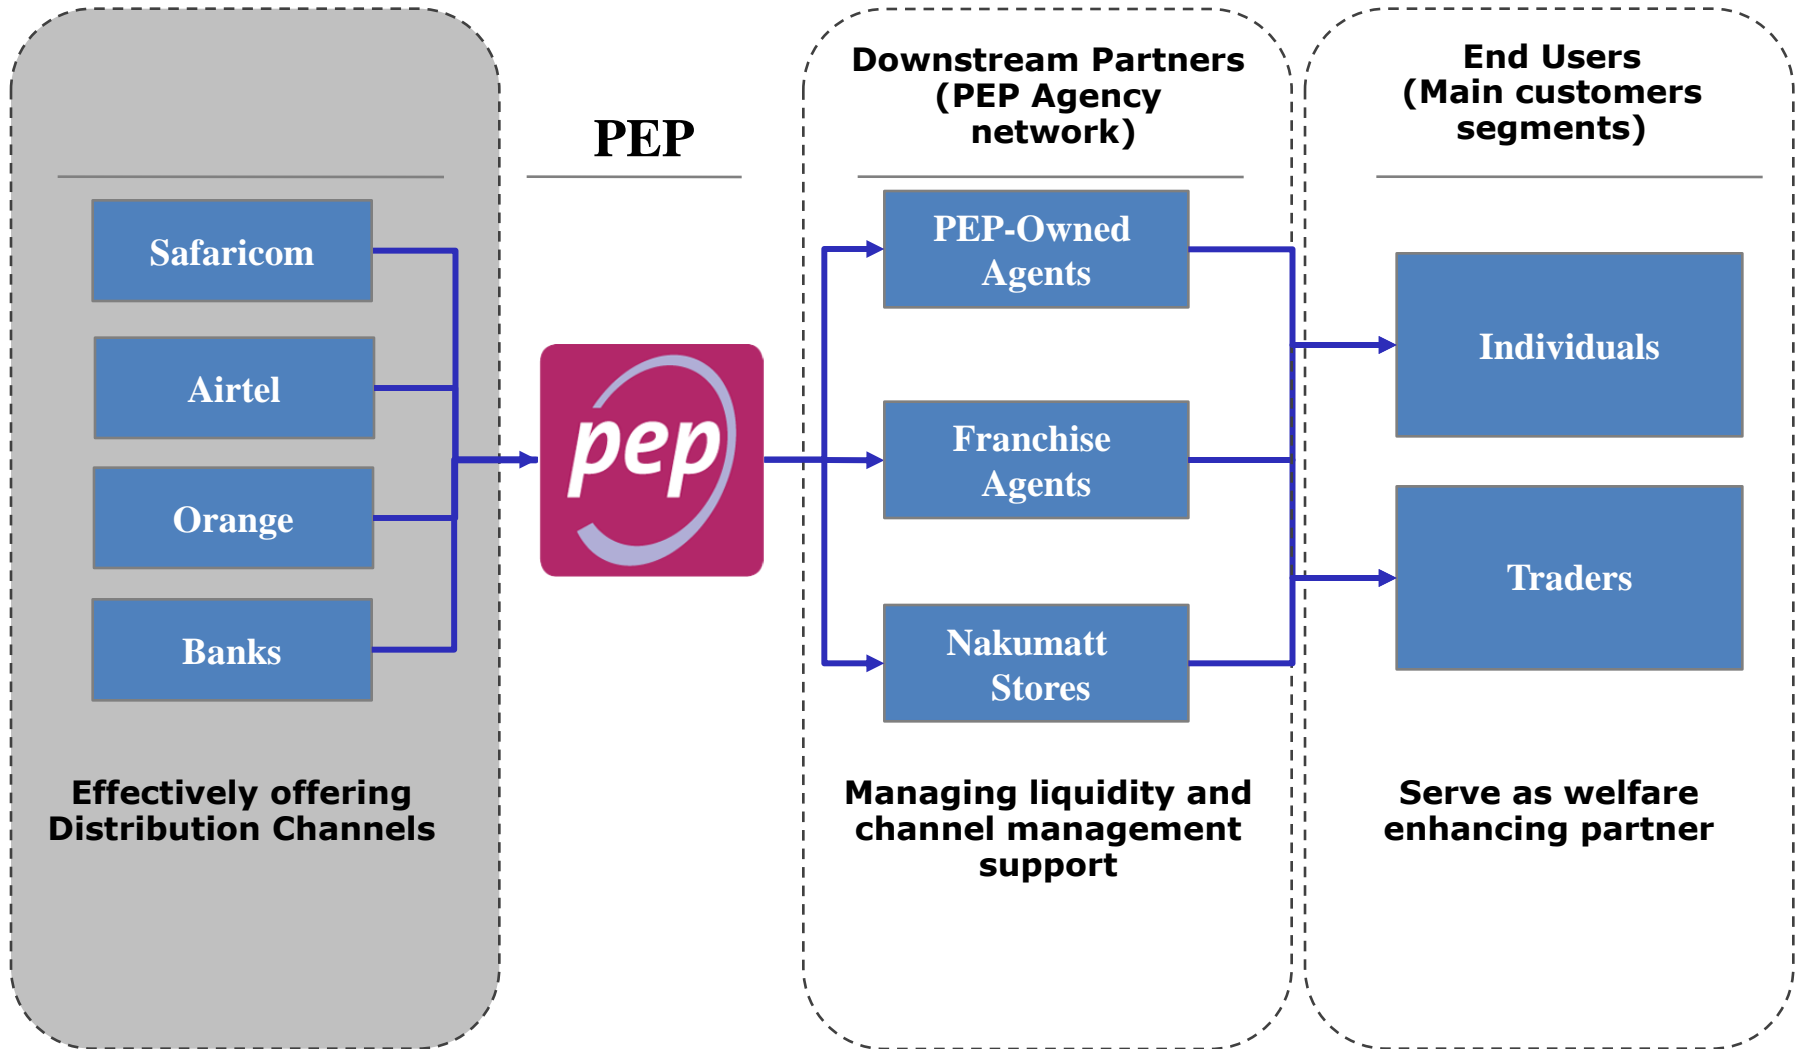 Safaricom
Airtel
Orange
Banks
Effectively offering
Distribution Channels
PEP
pep
Downstream Partners
(PEP Agency
network)
PEP-Owned
Agents
Franchise
Agents
Nakumatt
Stores
Managing liquidity and
channel management
support
End Users
(Main customers
segments)
Individuals
Traders
Serve as welfare
enhancing partner